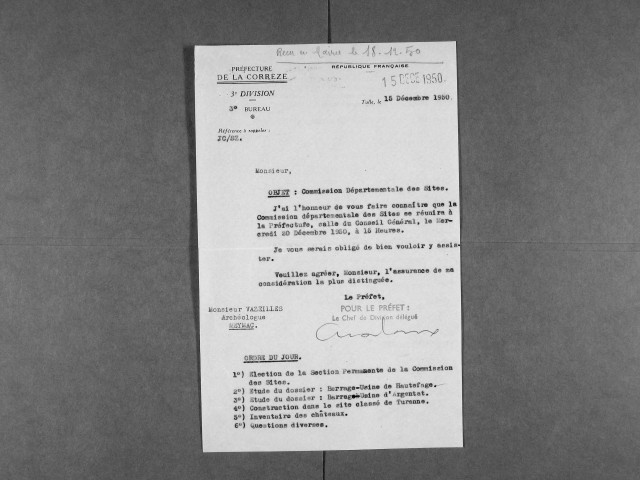 Recu a le 18.12.50
PRÉFECTURE
DE LA CORRÈZE
RÉPUBLIQUE FRANÇAISE
15 DECE 1950
3e DIVISION
Tulle, le 15 Décembre 1950.
3e BUREAU
Référence à rappeler :
JC/SZ.
Monsieur,
OBJET : Commission Départementale des Sites.
J'ai l'honneur de vous faire connaître que la
Commission départementale des Sites se réunira à
la Préfecture, salle du Conseil Général, le Mer-
credi 20 Décembre 1950, à 15 Heures.
Je vous serais obligé de bien vouloir y assis-
ter.
Veuillez agréer, Monsieur, l'assurance de ma
considération la plus distinguée.
Le Préfet,
POUR LE PRÉFET :
Le Chef de Division délégué
Monsieur VAZEILLES
Archéologue
MEYMAC.
ORDRE DU JOUR.
1°) Election de la Section Permanente de la Commission
des Sites.
2°) Etude du dossier : Barrage-Usine de Hautefage.
3°) Etude du dossier : Barrage-Usine d'Argentat.
4°) Construction dans le site classé de Turenne.
5°) Inventaire des châteaux.
6°) Questions diverses.